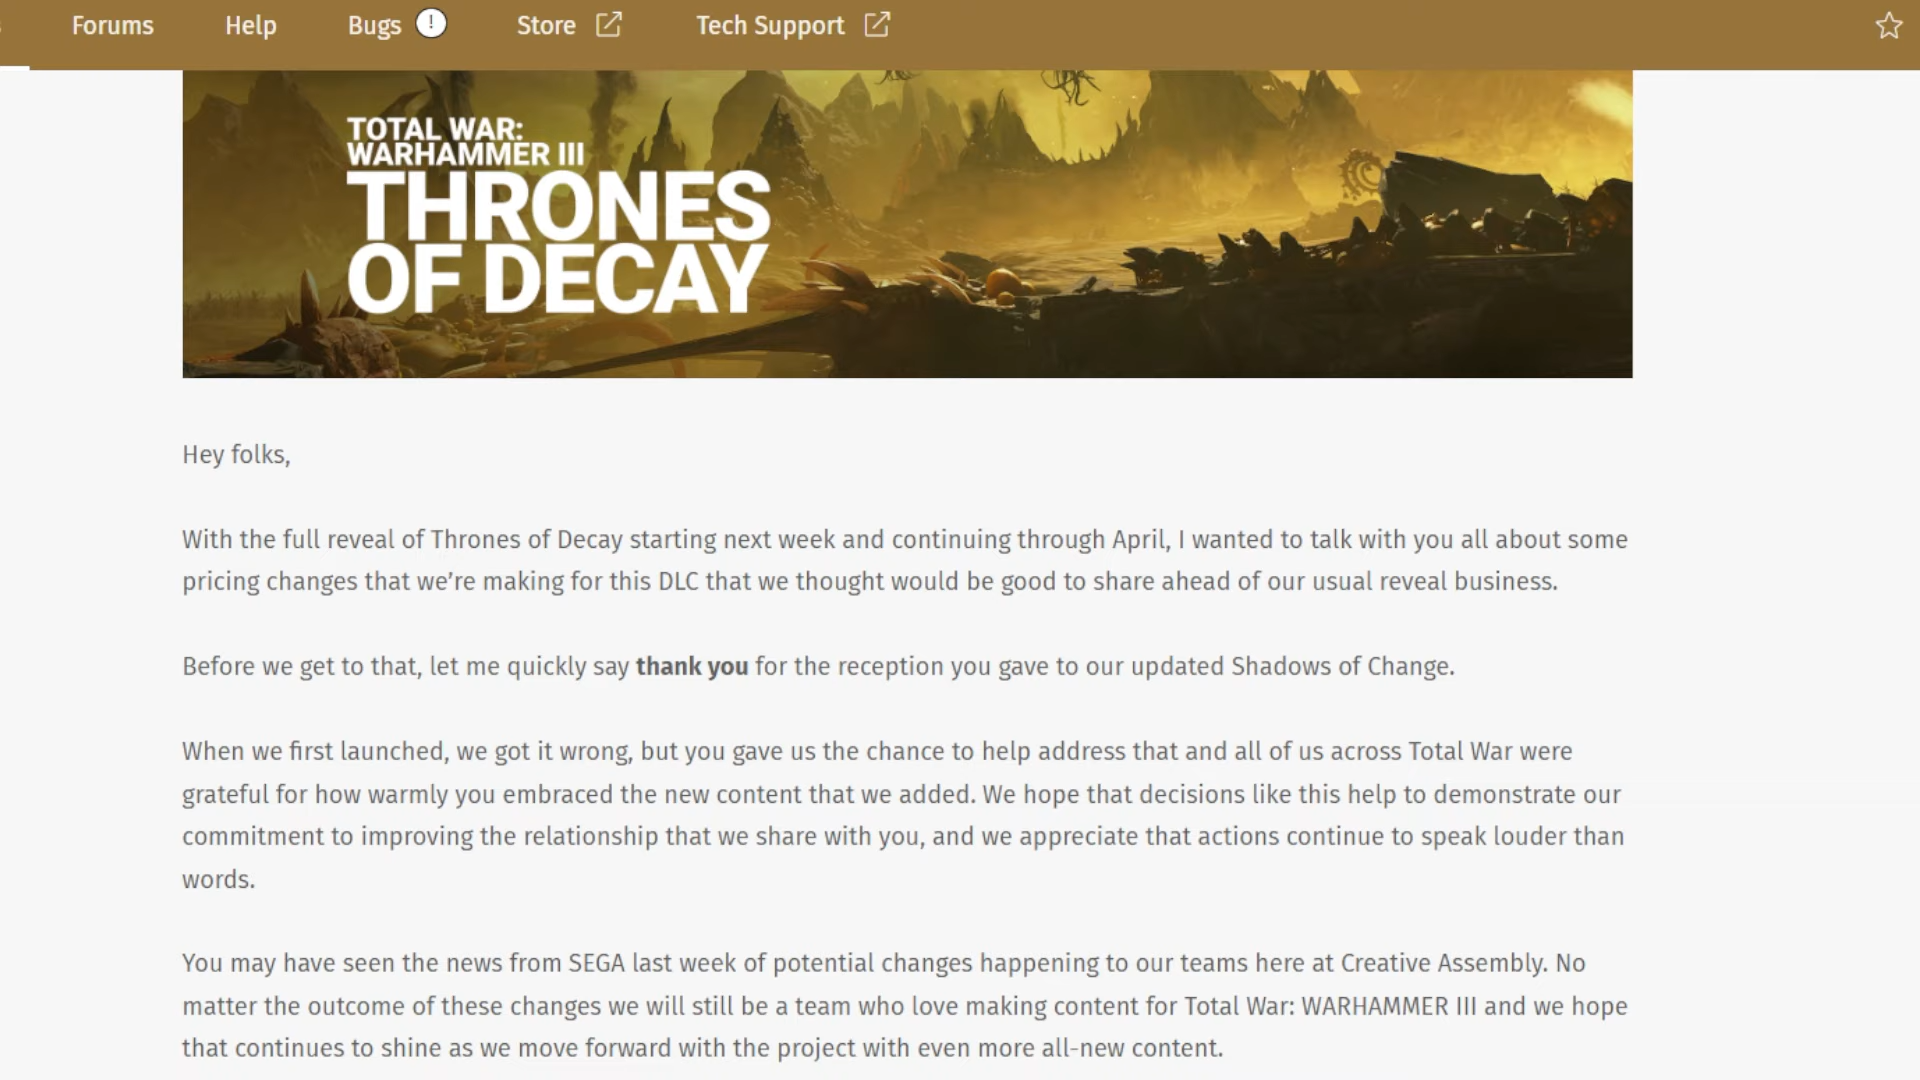 Forums Help Bugs ! Store Tech Support
TOTAL WAR:
WARHAMMER III
THRONES
OF DECAY
Hey folks,
With the full reveal of Thrones of Decay starting next week and continuing through April, I wanted to talk with you all about some
pricing changes that we’re making for this DLC that we thought would be good to share ahead of our usual reveal business.
Before we get to that, let me quickly say thank you for the reception you gave to our updated Shadows of Change.
When we first launched, we got it wrong, but you gave us the chance to help address that and all of us across Total War were
grateful for how warmly you embraced the new content that we added. We hope that decisions like this help to demonstrate our
commitment to improving the relationship that we share with you, and we appreciate that actions continue to speak louder than
words.
You may have seen the news from SEGA last week of potential changes happening to our teams here at Creative Assembly. No
matter the outcome of these changes we will still be a team who love making content for Total War: WARHAMMER III and we hope
that continues to shine as we move forward with the project with even more all-new content.